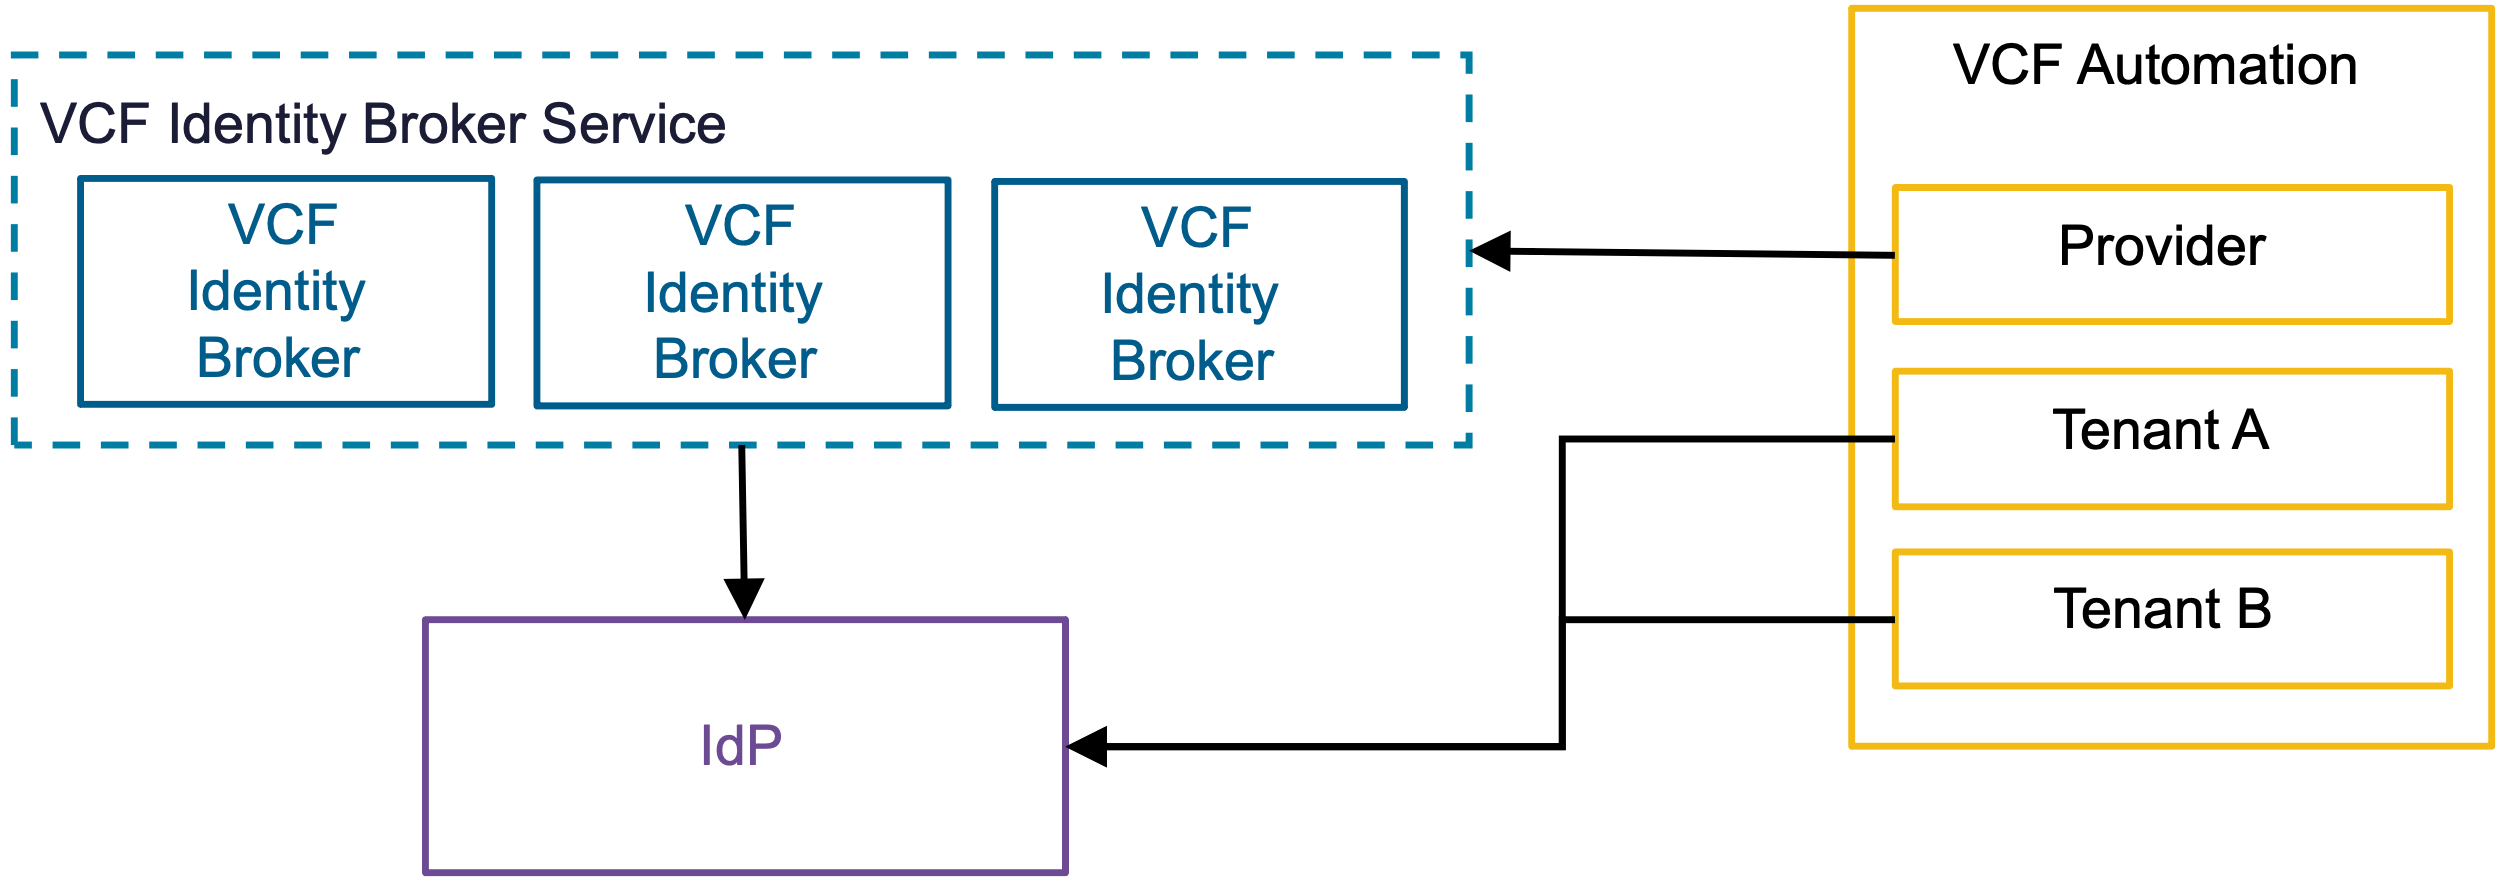 VCF Automation
VCF Identity Broker Service
VCF
Identity
Broker
VCF
Identity
Broker
VCF
Identity
Broker
Provider
Tenant A
Tenant B
IdP